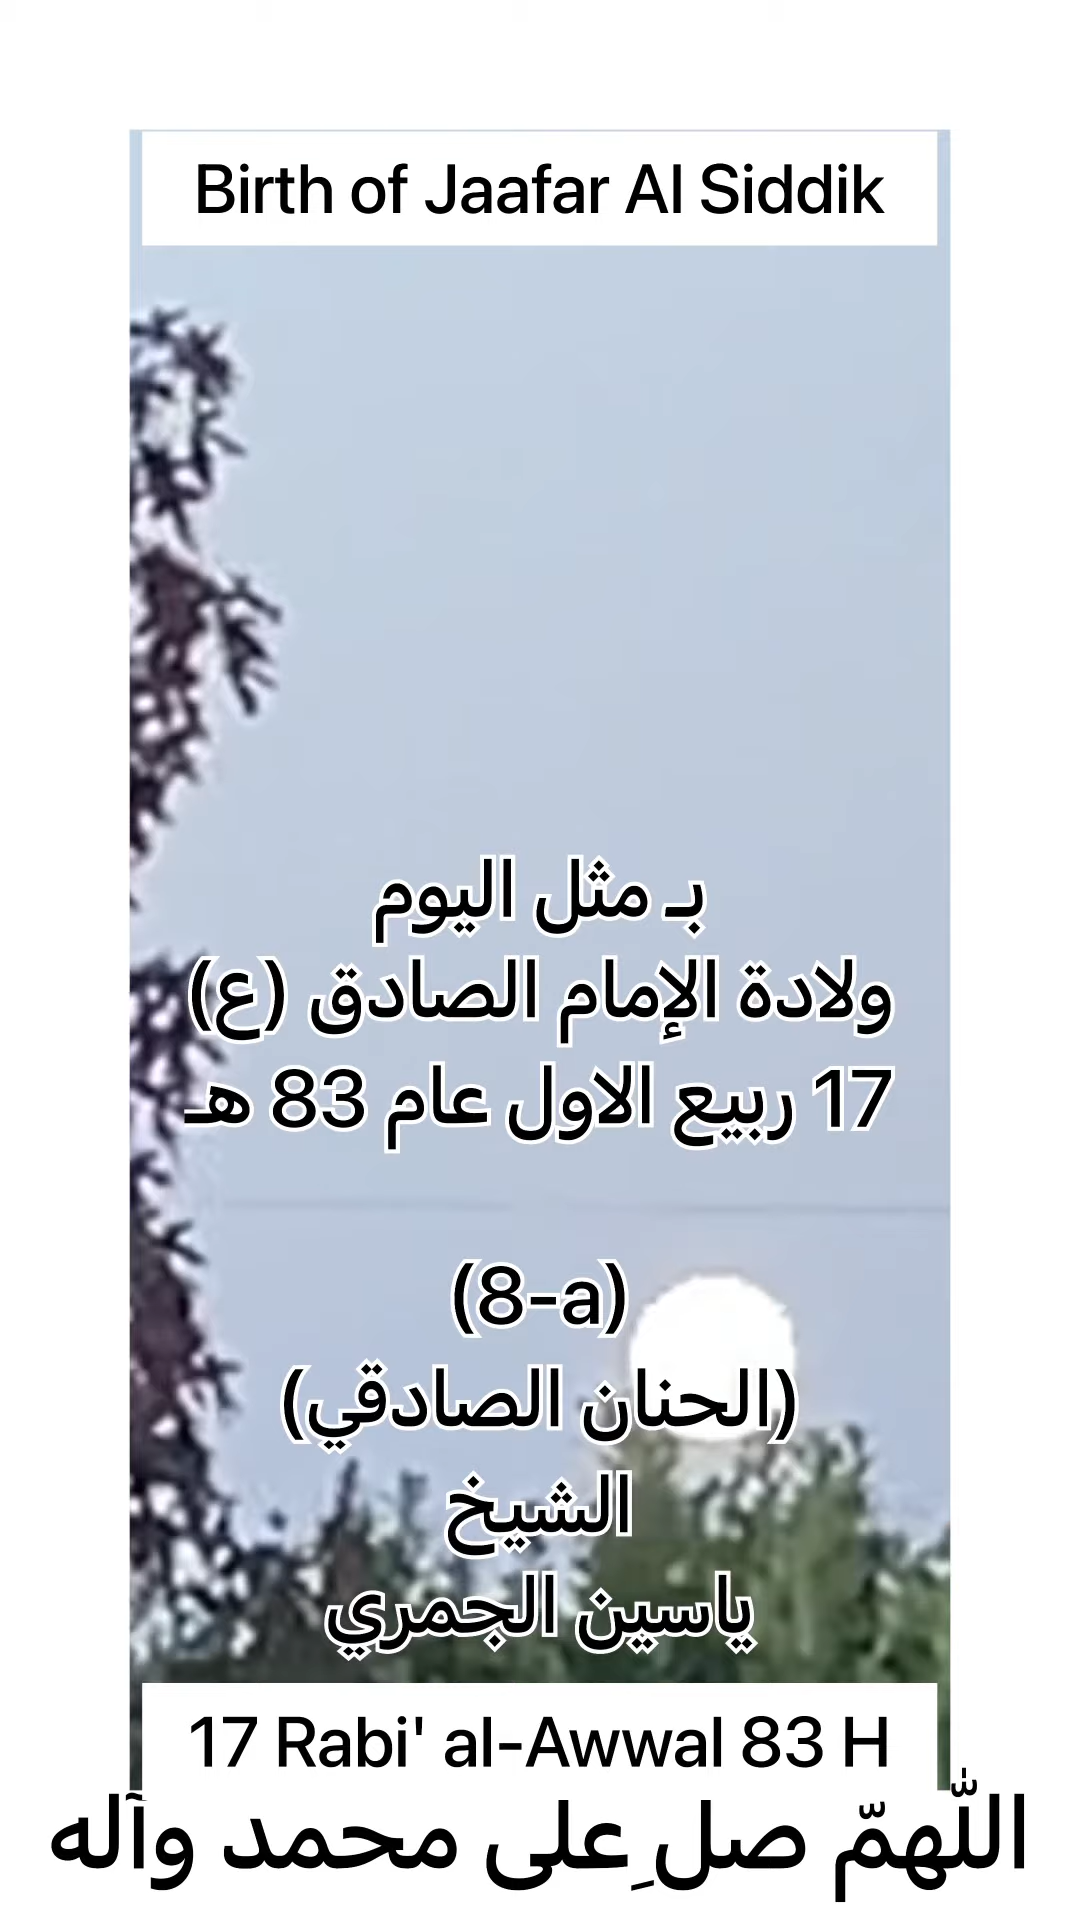 Birth of Jaafar Al Siddik
بـ مثل اليوم
ولادة الإمام الصادق (ع)
17 ربيع الاول عام 83 هـ
(8-a)
(الحنان الصادقي)
الشيخ
ياسين الجمري
17 Rabi' al-Awwal 83 H
اللّٰهمّ صلِ على محمد وآله